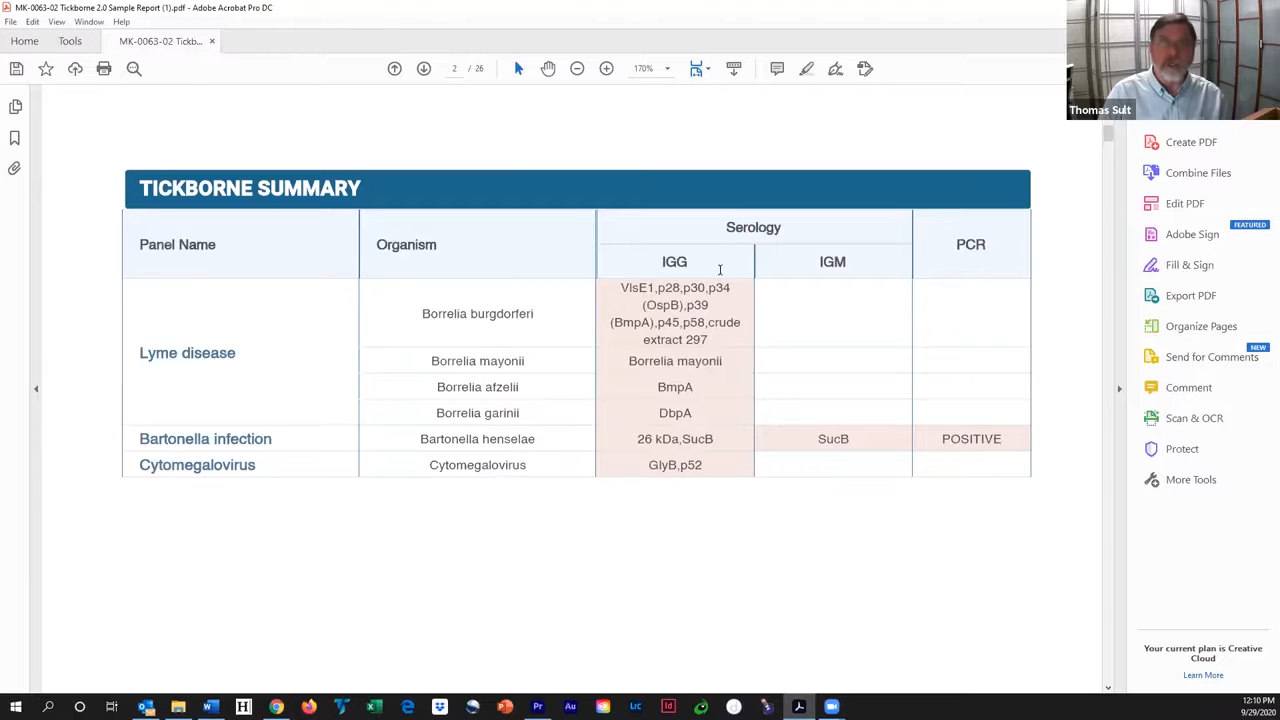 MK-0063-02 Tickborne 2.0 Sample Report (1).pdf - Adobe Acrobat Pro DC
File Edit View Window Help
Home Tools MK-0063-02 Tickb... ×
2 / 26 170%
Thomas Sult
TICKBORNE SUMMARY
Panel Name Organism Serology PCR
IGG IGM
Lyme disease
Borrelia burgdorferi
VlsE1,p28,p30,p34
(OspB),p39
(BmpA),p45,p58,crude
extract 297
Borrelia mayonii Borrelia mayonii
Borrelia afzelii BmpA
Borrelia garinii DbpA
Bartonella infection Bartonella henselae 26 kDa,SucB SucB POSITIVE
Cytomegalovirus Cytomegalovirus GlyB,p52
Create PDF
Combine Files
Edit PDF
FEATURED
Adobe Sign
Fill & Sign
Export PDF
Organize Pages
NEW
Send for Comments
Comment
Scan & OCR
Protect
More Tools
Your current plan is Creative
Cloud
Learn More
12:10 PM
9/29/2020